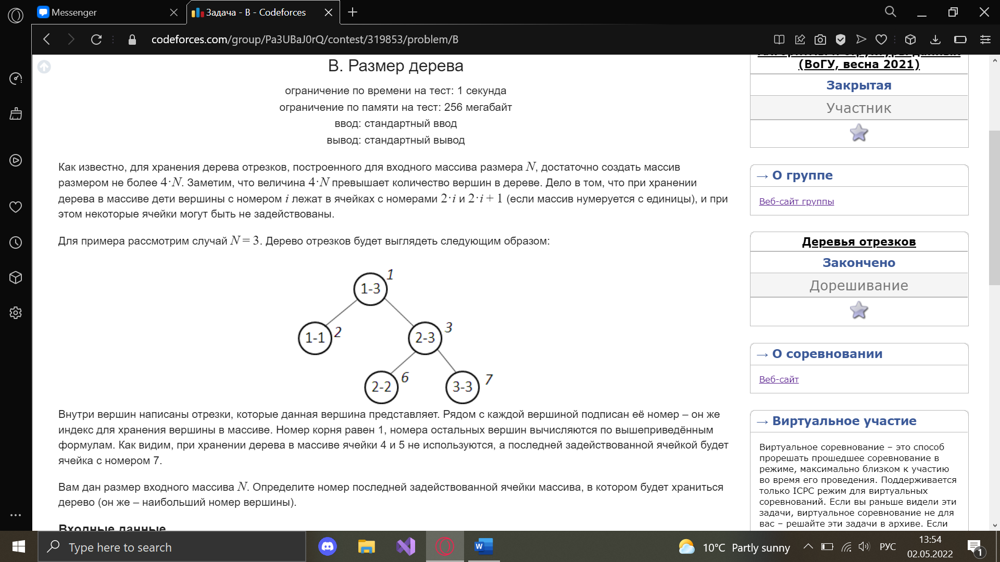 Messenger
Задача - B - Codeforces
codeforces.com/group/Pa3UBaJ0rQ/contest/319853/problem/B
B. Размер дерева
ограничение по времени на тест: 1 секунда
ограничение по памяти на тест: 256 мегабайт
ввод: стандартный ввод
вывод: стандартный вывод
Как известно, для хранения дерева отрезков, построенного для входного массива размера N, достаточно создать массив
размером не более 4·N. Заметим, что величина 4·N превышает количество вершин в дереве. Дело в том, что при хранении
дерева в массиве дети вершины с номером i лежат в ячейках с номерами 2·i и 2·i + 1 (если массив нумеруется с единицы), и при
этом некоторые ячейки могут быть не задействованы.
Для примера рассмотрим случай N = 3. Дерево отрезков будет выглядеть следующим образом:
1
1-3
1-1 2
2-3 3
2-2 6
3-3 7
Внутри вершин написаны отрезки, которые данная вершина представляет. Рядом с каждой вершиной подписан её номер – он же
индекс для хранения вершины в массиве. Номер корня равен 1, номера остальных вершин вычисляются по вышеприведённым
формулам. Как видим, при хранении дерева в массиве ячейки 4 и 5 не используются, а последней задействованной ячейкой будет
ячейка с номером 7.
Вам дан размер входного массива N. Определите номер последней задействованной ячейки массива, в котором будет храниться
дерево (он же – наибольший номер вершины).
Входные данные
(ВоГУ, весна 2021)
Закрытая
Участник
→ О группе
Веб-сайт группы
Деревья отрезков
Закончено
Дорешивание
→ О соревновании
Веб-сайт
→ Виртуальное участие
Виртуальное соревнование – это способ
прорешать прошедшее соревнование в
режиме, максимально близком к участию
во время его проведения. Поддерживается
только ICPC режим для виртуальных
соревнований. Если вы раньше видели эти
задачи, виртуальное соревнование не для
вас – решайте эти задачи в архиве. Если
Type here to search
W
10°C Partly sunny
РУС
13:54
02.05.2022
1